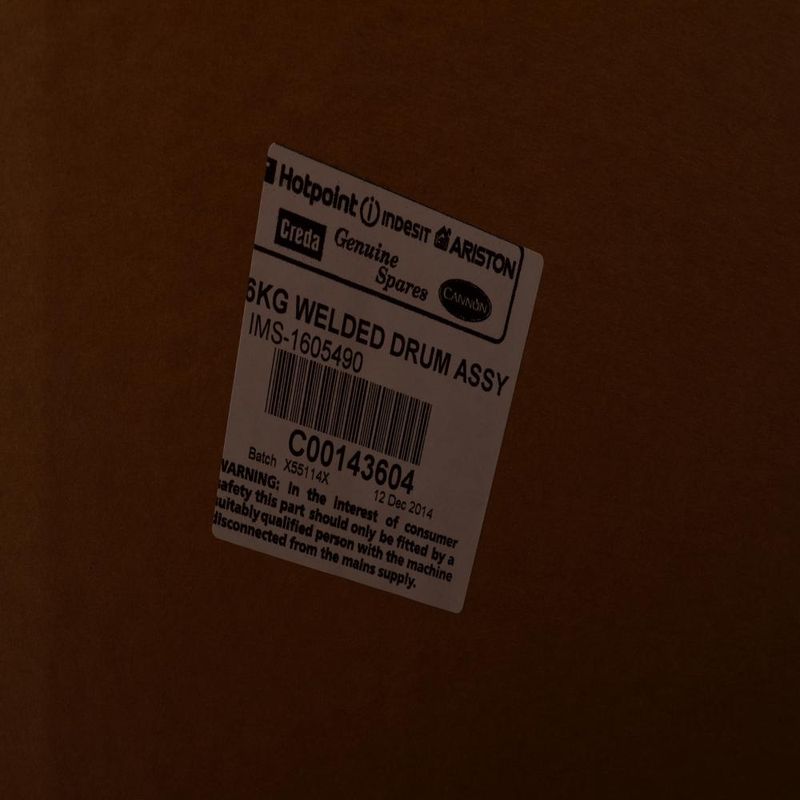 Hotpoint indesit ARISTON
Creda Genuine Spares CANNON
6KG WELDED DRUM ASSY
IMS-1605490
C00143604
Batch X55114X 12 Dec 2014
WARNING: In the interest of consumer
safety this part should only be fitted by a
suitably qualified person with the machine
disconnected from the mains supply.